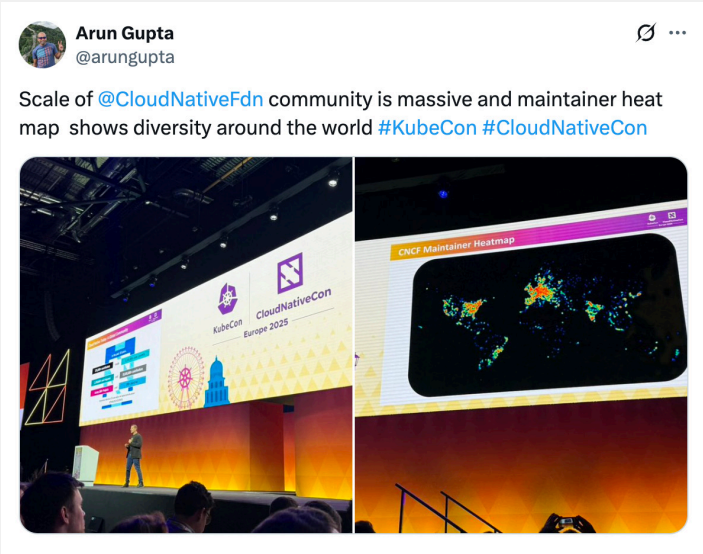 Arun Gupta
@arungupta
Scale of @CloudNativeFdn community is massive and maintainer heat
map  shows diversity around the world #KubeCon #CloudNativeCon
KubeCon
CloudNativeCon
Europe 2025
CNCF Maintainer Heatmap